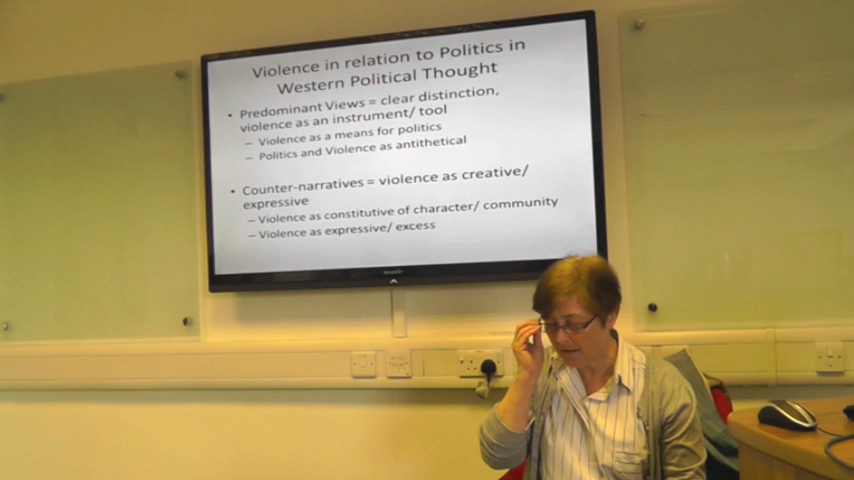 Violence in relation to Politics in
Western Political Thought
• Predominant Views = clear distinction,
violence as an instrument/ tool
– Violence as a means for politics
– Politics and Violence as antithetical
• Counter-narratives = violence as creative/
expressive
– Violence as constitutive of character/ community
– Violence as expressive/ excess